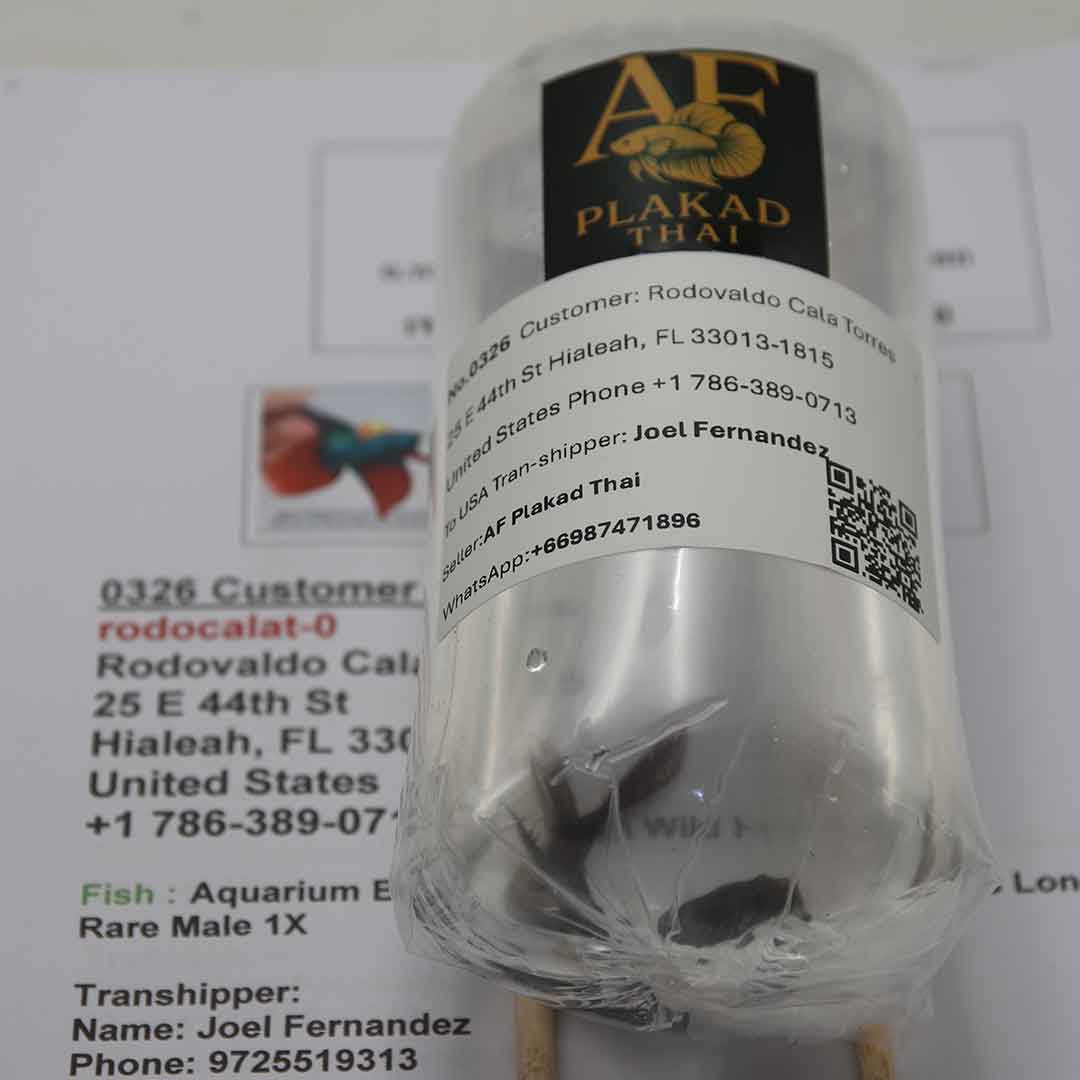 AF
PLAKAD
THAI
No.0326 Customer: Rodovaldo Cala Torres
25 E 44th St Hialeah, FL 33013-1815
United States Phone +1 786-389-0713
To USA Tran-shipper: Joel Fernandez
Seller:AF Plakad Thai
WhatsApp:+66987471896
0326 Customer
rodocalat-0
Rodovaldo Cala
25 E 44th St
Hialeah, FL 330
United States
+1 786-389-071
Fish : Aquarium B
Wild
Lon
Rare Male 1X
Transhipper:
Name: Joel Fernandez
Phone: 9725519313